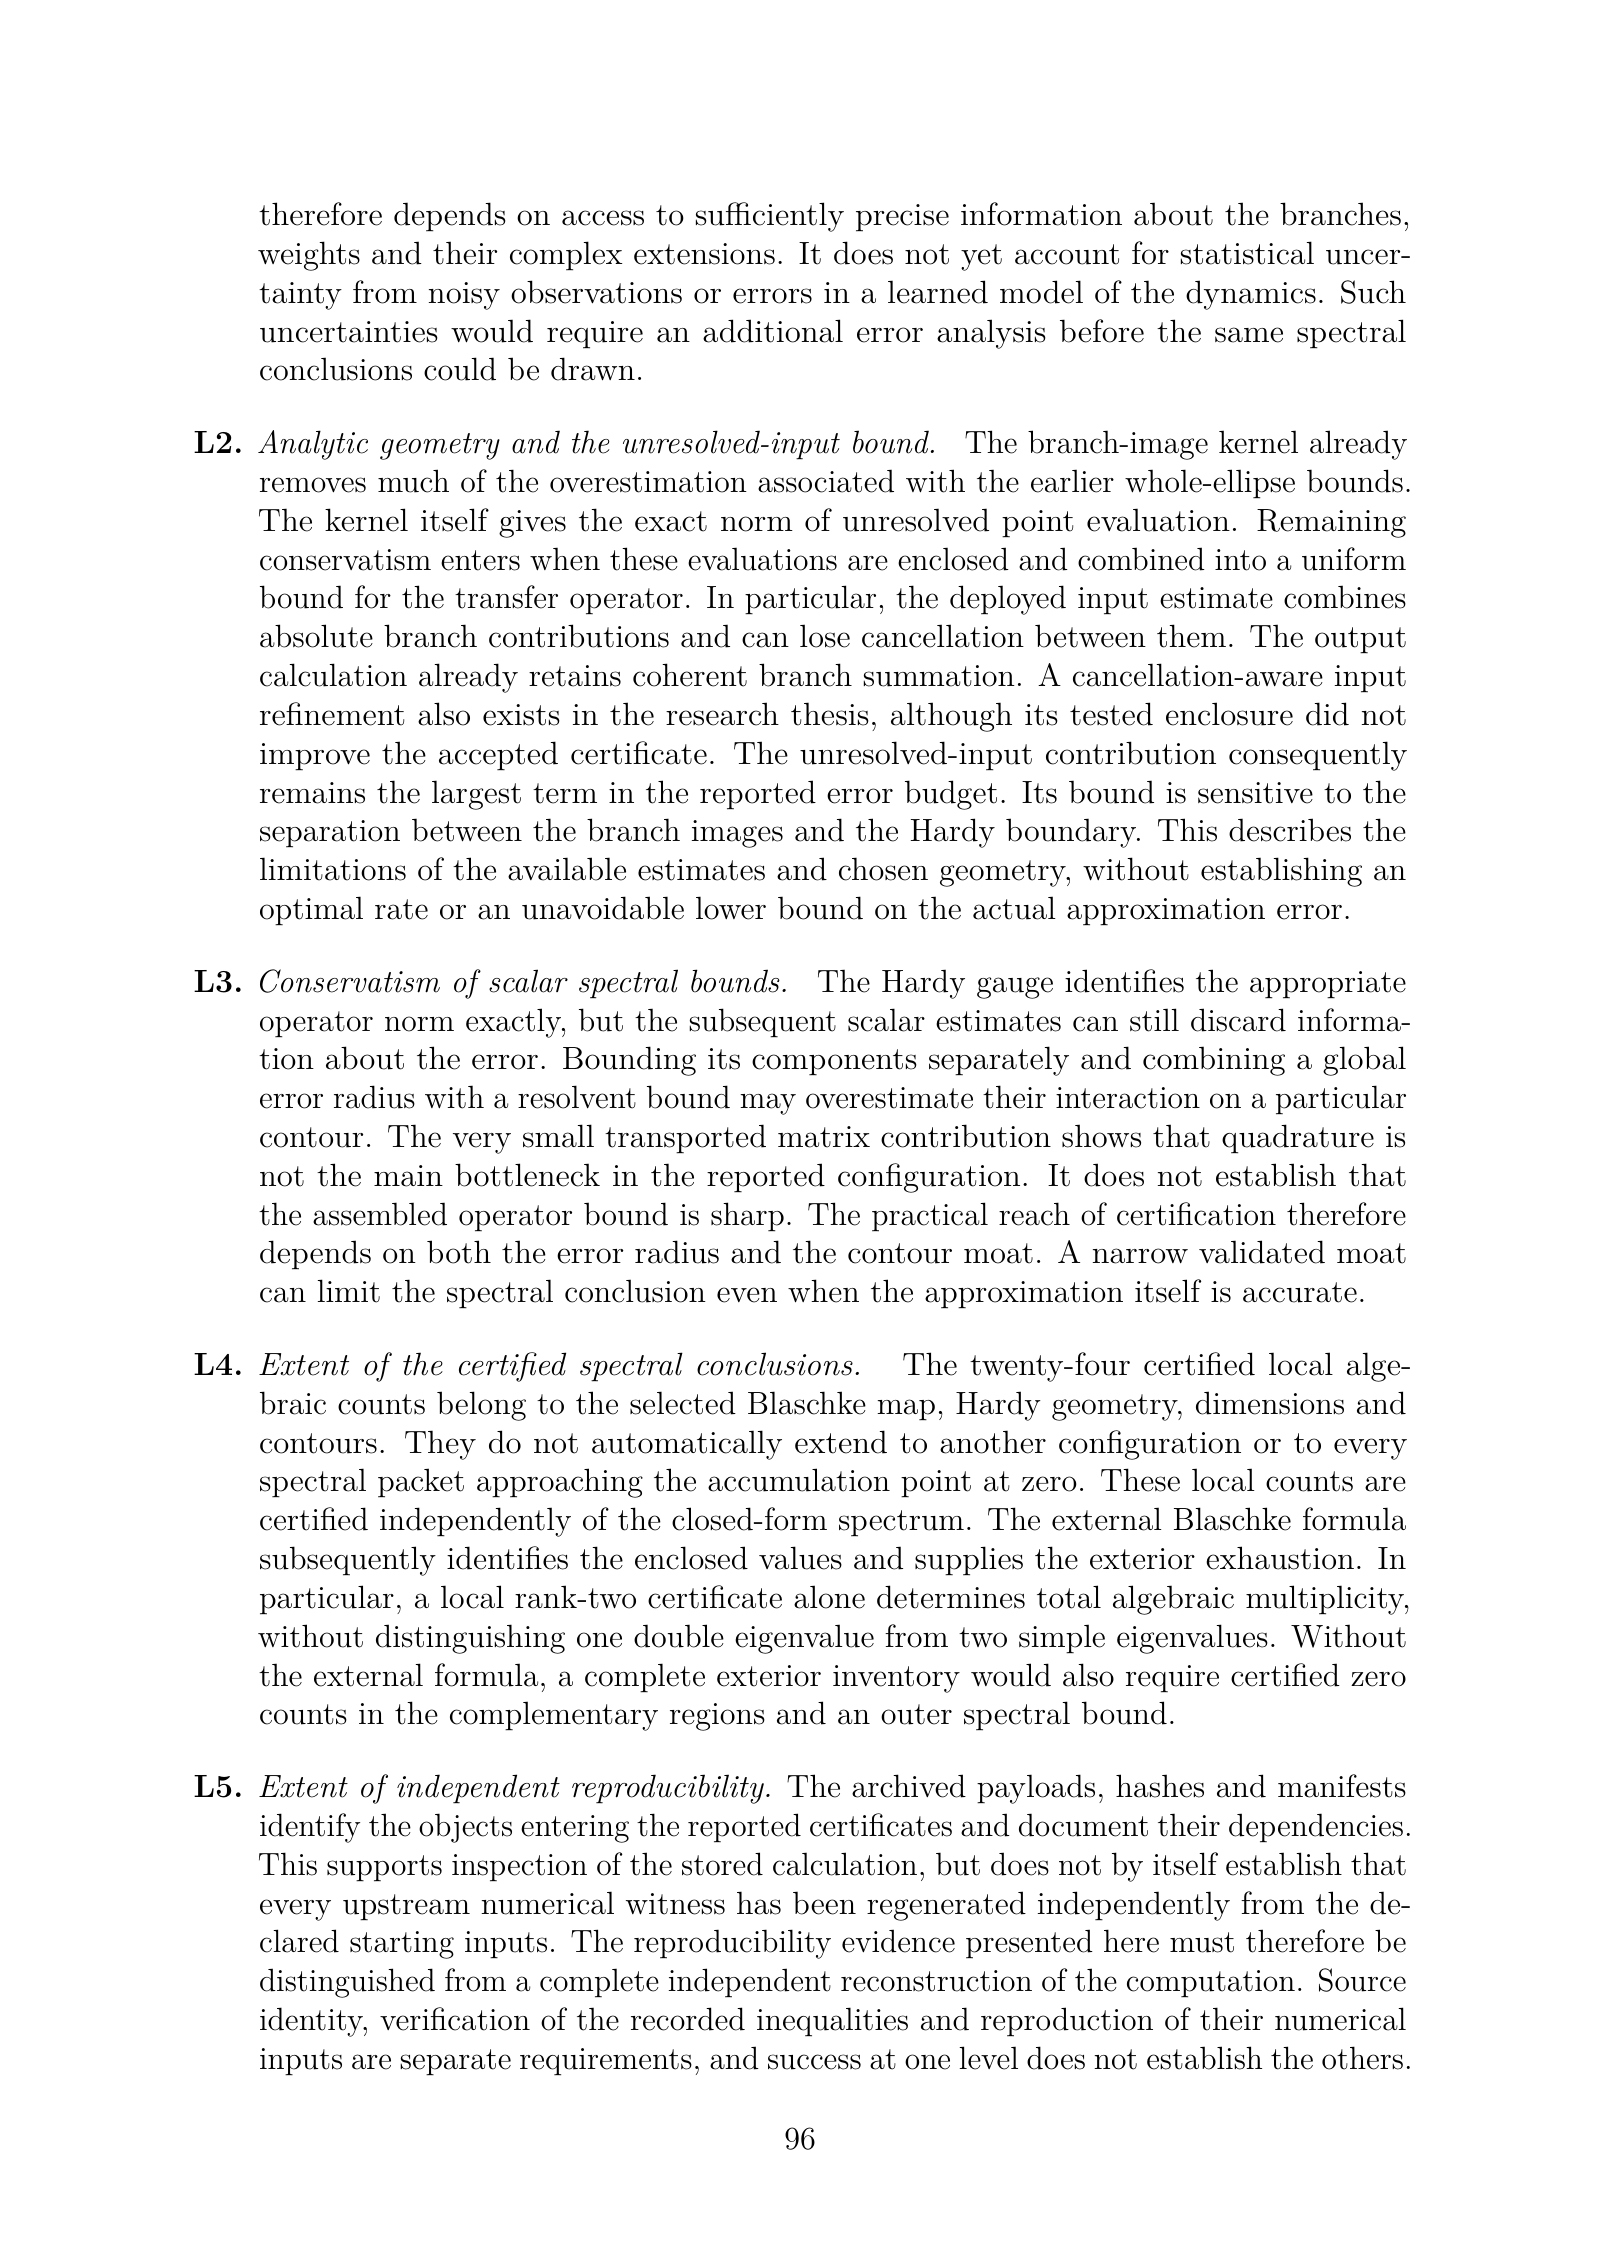 therefore depends on access to sufficiently precise information about the branches,
weights and their complex extensions. It does not yet account for statistical uncer-
tainty from noisy observations or errors in a learned model of the dynamics. Such
uncertainties would require an additional error analysis before the same spectral
conclusions could be drawn.
L2. Analytic geometry and the unresolved-input bound. The branch-image kernel already
removes much of the overestimation associated with the earlier whole-ellipse bounds.
The kernel itself gives the exact norm of unresolved point evaluation. Remaining
conservatism enters when these evaluations are enclosed and combined into a uniform
bound for the transfer operator. In particular, the deployed input estimate combines
absolute branch contributions and can lose cancellation between them. The output
calculation already retains coherent branch summation. A cancellation-aware input
refinement also exists in the research thesis, although its tested enclosure did not
improve the accepted certificate. The unresolved-input contribution consequently
remains the largest term in the reported error budget. Its bound is sensitive to the
separation between the branch images and the Hardy boundary. This describes the
limitations of the available estimates and chosen geometry, without establishing an
optimal rate or an unavoidable lower bound on the actual approximation error.
L3. Conservatism of scalar spectral bounds. The Hardy gauge identifies the appropriate
operator norm exactly, but the subsequent scalar estimates can still discard informa-
tion about the error. Bounding its components separately and combining a global
error radius with a resolvent bound may overestimate their interaction on a particular
contour. The very small transported matrix contribution shows that quadrature is
not the main bottleneck in the reported configuration. It does not establish that
the assembled operator bound is sharp. The practical reach of certification therefore
depends on both the error radius and the contour moat. A narrow validated moat
can limit the spectral conclusion even when the approximation itself is accurate.
L4. Extent of the certified spectral conclusions. The twenty-four certified local alge-
braic counts belong to the selected Blaschke map, Hardy geometry, dimensions and
contours. They do not automatically extend to another configuration or to every
spectral packet approaching the accumulation point at zero. These local counts are
certified independently of the closed-form spectrum. The external Blaschke formula
subsequently identifies the enclosed values and supplies the exterior exhaustion. In
particular, a local rank-two certificate alone determines total algebraic multiplicity,
without distinguishing one double eigenvalue from two simple eigenvalues. Without
the external formula, a complete exterior inventory would also require certified zero
counts in the complementary regions and an outer spectral bound.
L5. Extent of independent reproducibility. The archived payloads, hashes and manifests
identify the objects entering the reported certificates and document their dependencies.
This supports inspection of the stored calculation, but does not by itself establish that
every upstream numerical witness has been regenerated independently from the de-
clared starting inputs. The reproducibility evidence presented here must therefore be
distinguished from a complete independent reconstruction of the computation. Source
identity, verification of the recorded inequalities and reproduction of their numerical
inputs are separate requirements, and success at one level does not establish the others.
96